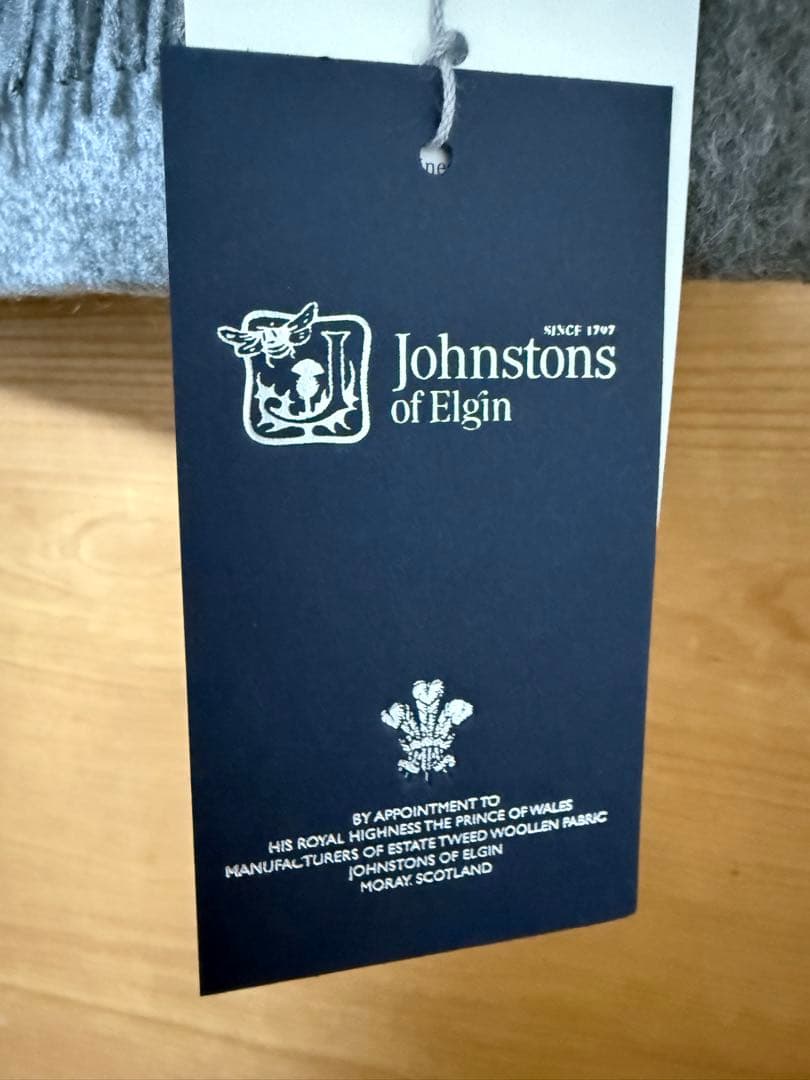 ne
SINCE 1797
Johnstons
of Elgin
BY APPOINTMENT TO
HIS ROYAL HIGHNESS THE PRINCE OF WALES
MANUFACTURERS OF ESTATE TWEED WOOLLEN FABRIC
JOHNSTONS OF ELGIN
MORAY. SCOTLAND